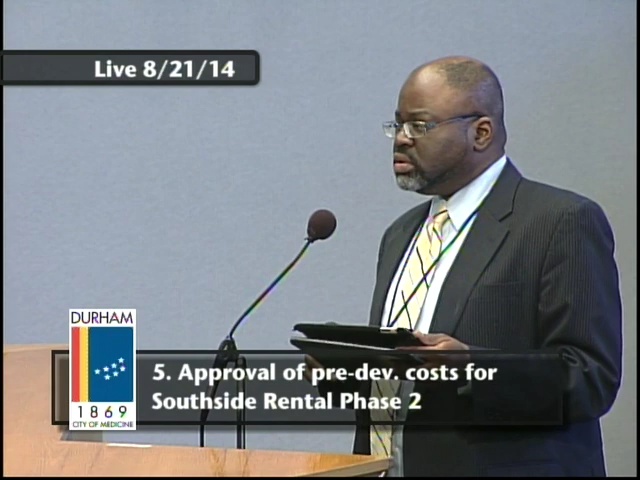 Live 8/21/14
DURHAM
1869
CITY OF MEDICINE
5. Approval of pre-dev. costs for
Southside Rental Phase 2